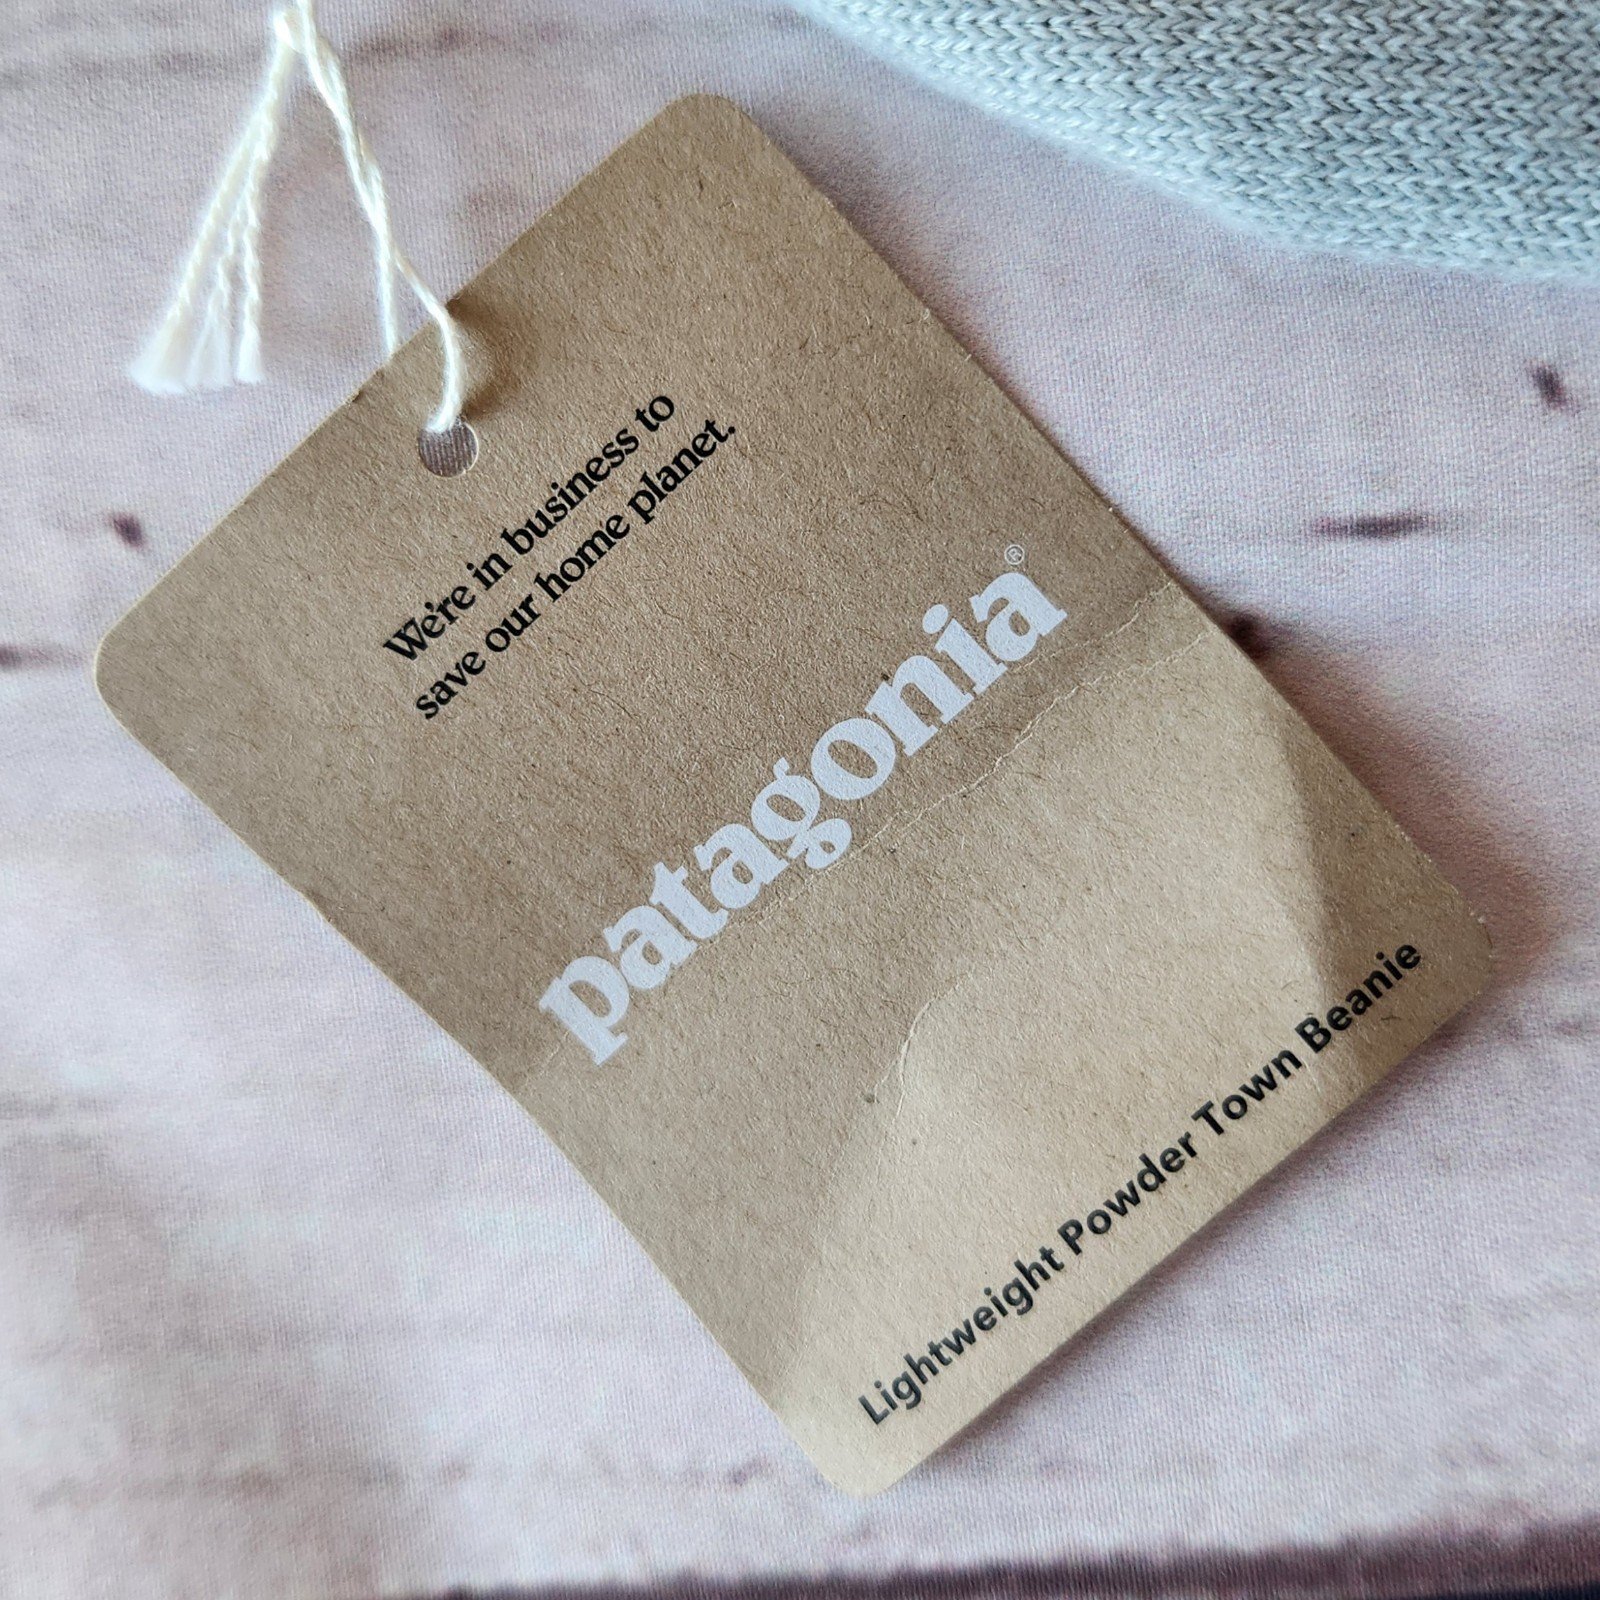 We're in business to
save our home planet.
patagonia®
Lightweight Powder Town Beanie